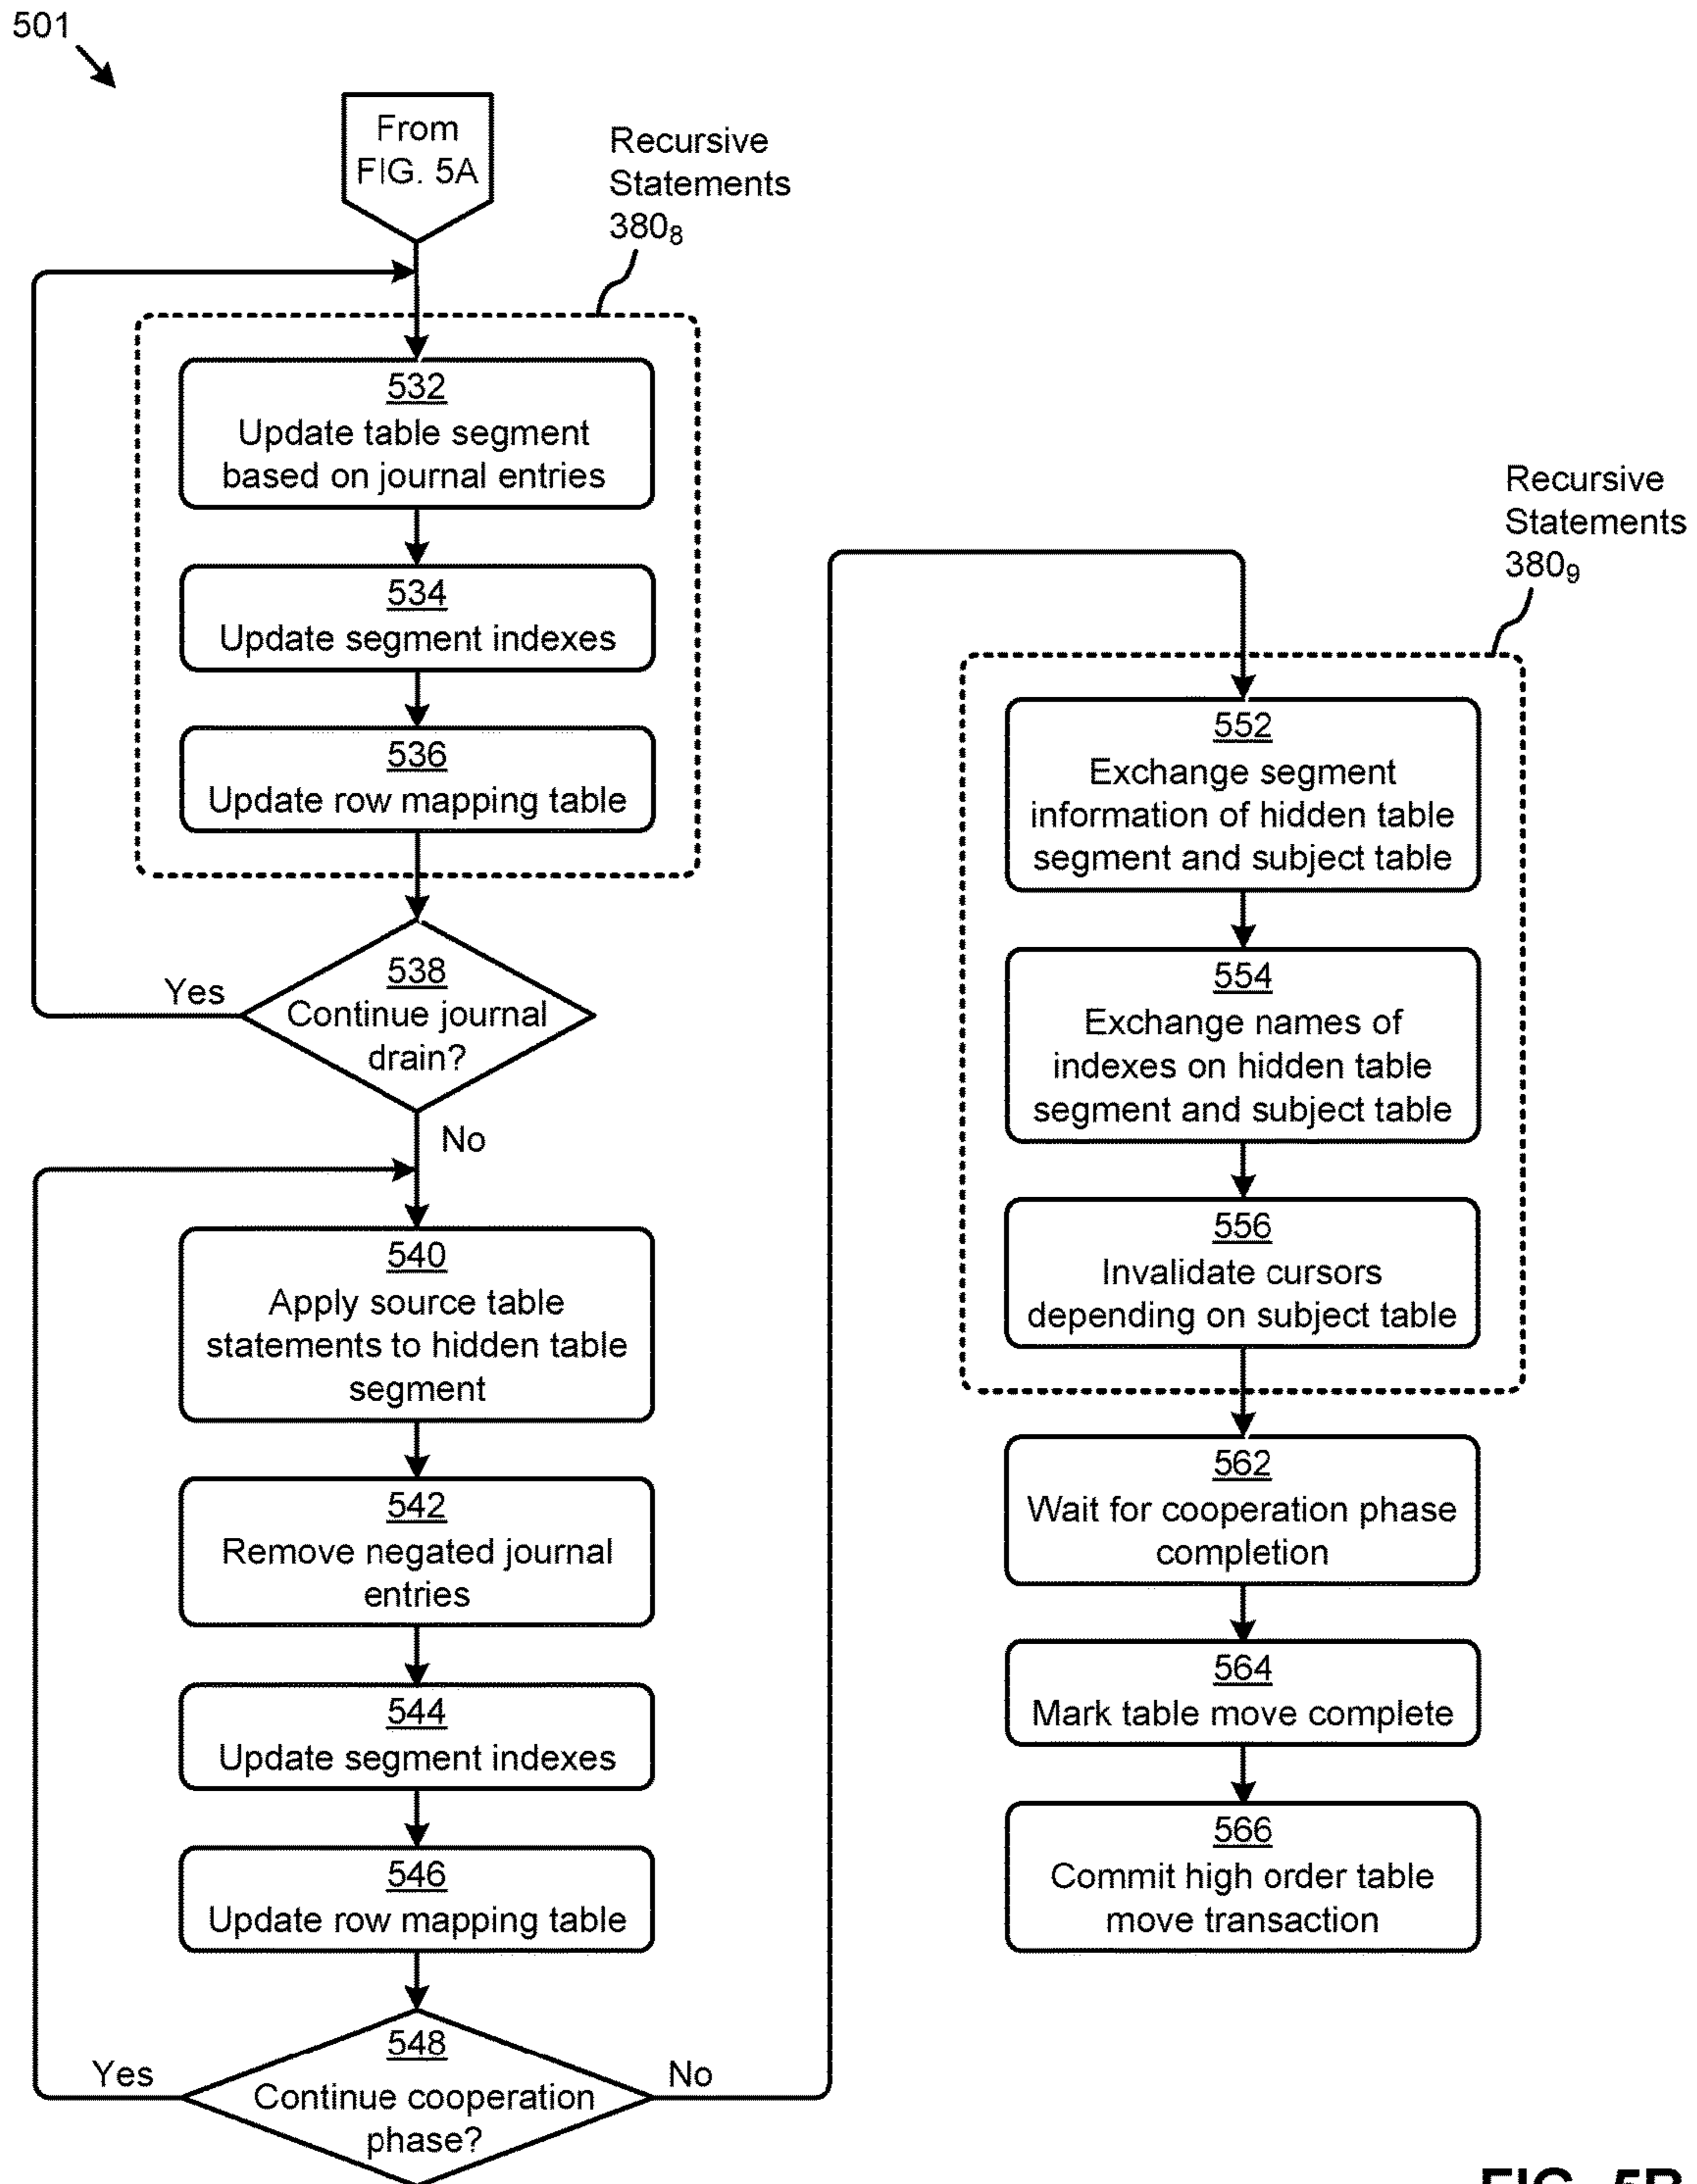 501
From
FIG. 5A
Recursive
Statements
380₈
532
Update table segment
based on journal entries
534
Update segment indexes
536
Update row mapping table
538
Continue journal
drain?
Yes
No
540
Apply source table
statements to hidden table
segment
542
Remove negated journal
entries
544
Update segment indexes
546
Update row mapping table
548
Continue cooperation
phase?
Yes
No
Recursive
Statements
380₉
552
Exchange segment
information of hidden table
segment and subject table
554
Exchange names of
indexes on hidden table
segment and subject table
556
Invalidate cursors
depending on subject table
562
Wait for cooperation phase
completion
564
Mark table move complete
566
Commit high order table
move transaction
FIG. 5B